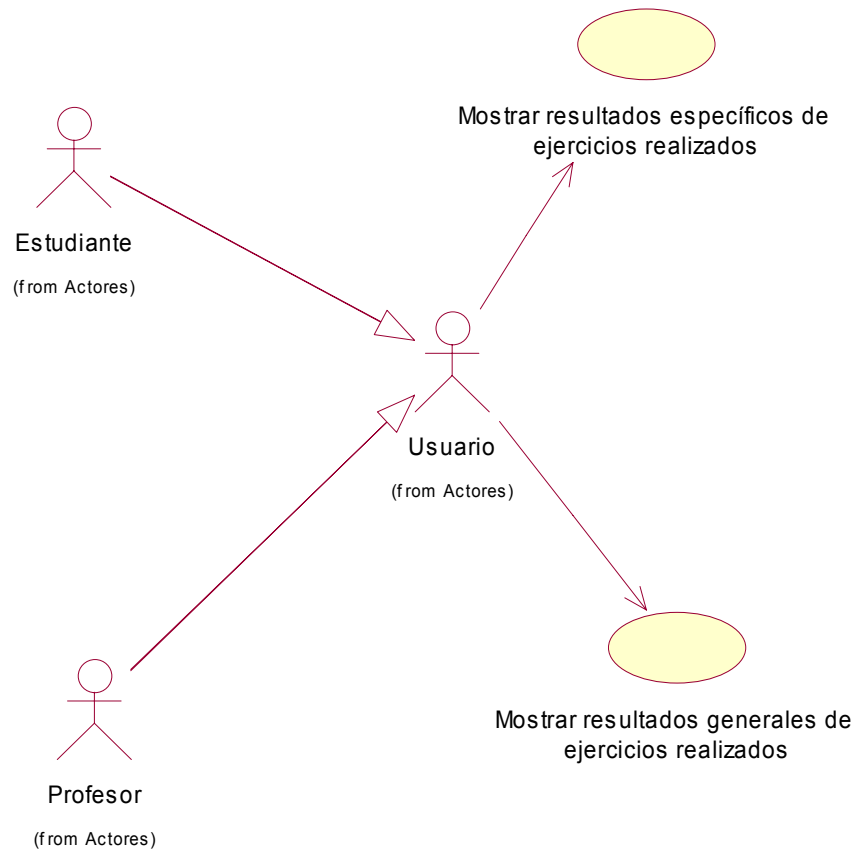 Mostrar resultados específicos de
ejercicios realizados
Estudiante
(from Actores)
Usuario
(from Actores)
Mostrar resultados generales de
ejercicios realizados
Profesor
(from Actores)